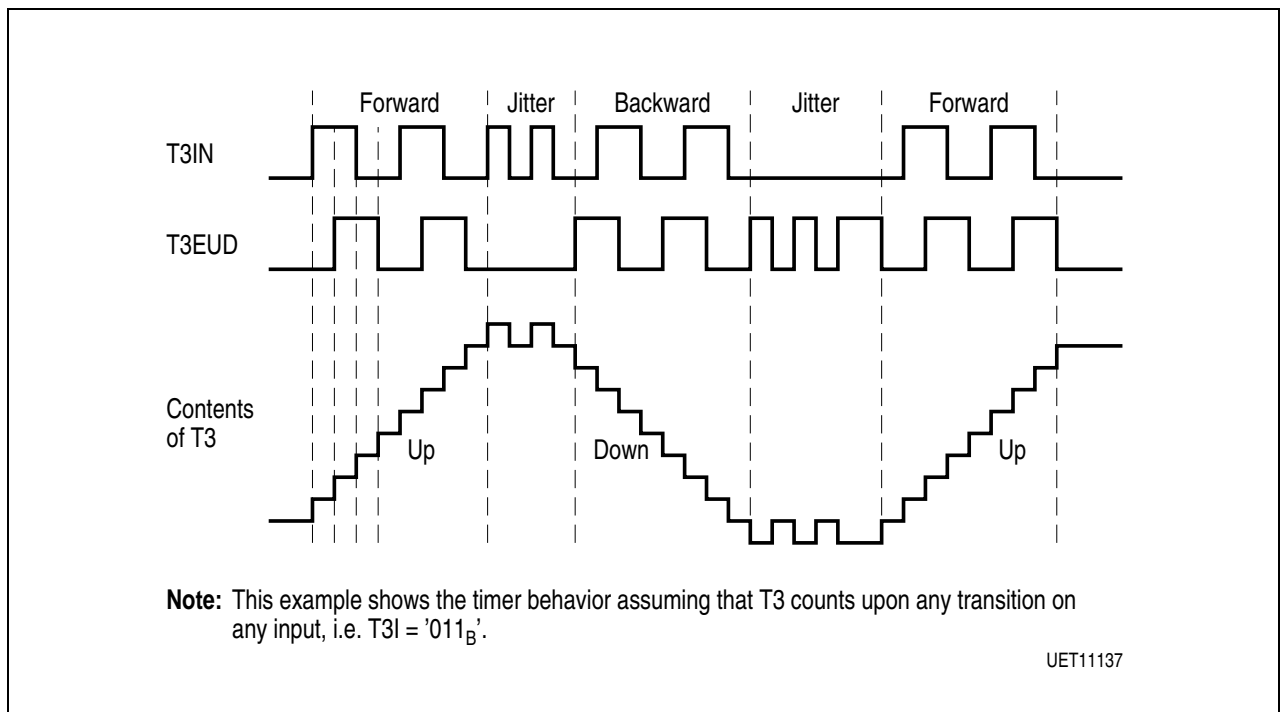 Forward Jitter Backward Jitter Forward
T3IN
T3EUD
Contents
of T3
Up Down Up
Note: This example shows the timer behavior assuming that T3 counts upon any transition on
any input, i.e. T3I = '011B'.
UET11137